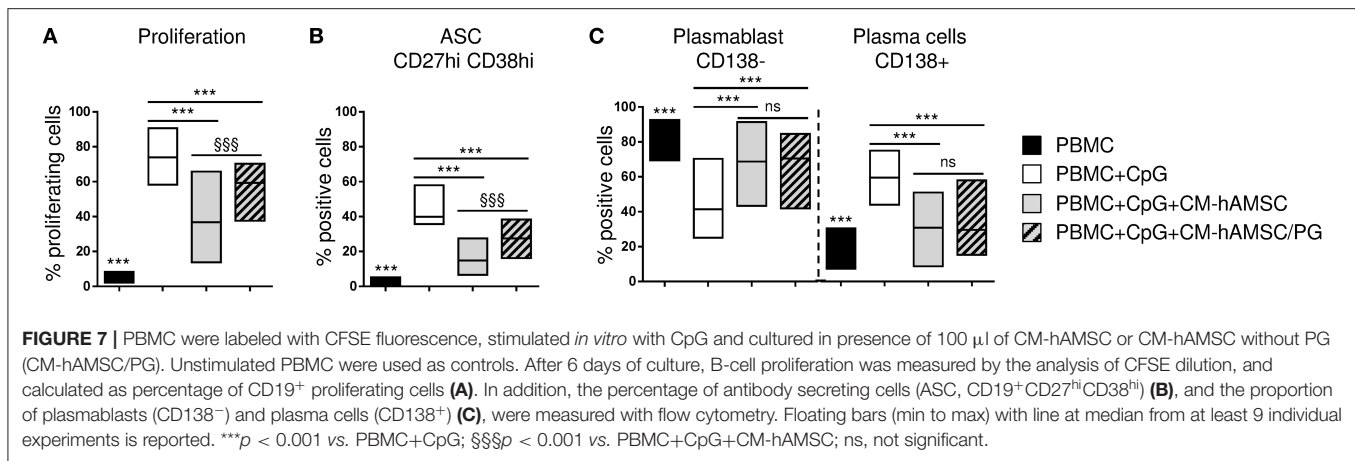 A Proliferation
% proliferating cells
100
80
60
40
20
0
***
***
***
§§§
B ASC
CD27hi CD38hi
% positive cells
100
80
60
40
20
0
***
***
***
§§§
C Plasmablast
CD138-
% positive cells
100
80
60
40
20
0
***
***
***
ns
Plasma cells
CD138+
***
***
***
ns
PBMC
PBMC+CpG
PBMC+CpG+CM-hAMSC
PBMC+CpG+CM-hAMSC/PG
FIGURE 7 | PBMC were labeled with CFSE fluorescence, stimulated in vitro with CpG and cultured in presence of 100 μl of CM-hAMSC or CM-hAMSC without PG
(CM-hAMSC/PG). Unstimulated PBMC were used as controls. After 6 days of culture, B-cell proliferation was measured by the analysis of CFSE dilution, and
calculated as percentage of CD19⁺ proliferating cells (A). In addition, the percentage of antibody secreting cells (ASC, CD19⁺CD27ʰⁱCD38ʰⁱ) (B), and the proportion
of plasmablasts (CD138⁻) and plasma cells (CD138⁺) (C), were measured with flow cytometry. Floating bars (min to max) with line at median from at least 9 individual
experiments is reported. ***p < 0.001 vs. PBMC+CpG; §§§p < 0.001 vs. PBMC+CpG+CM-hAMSC; ns, not significant.